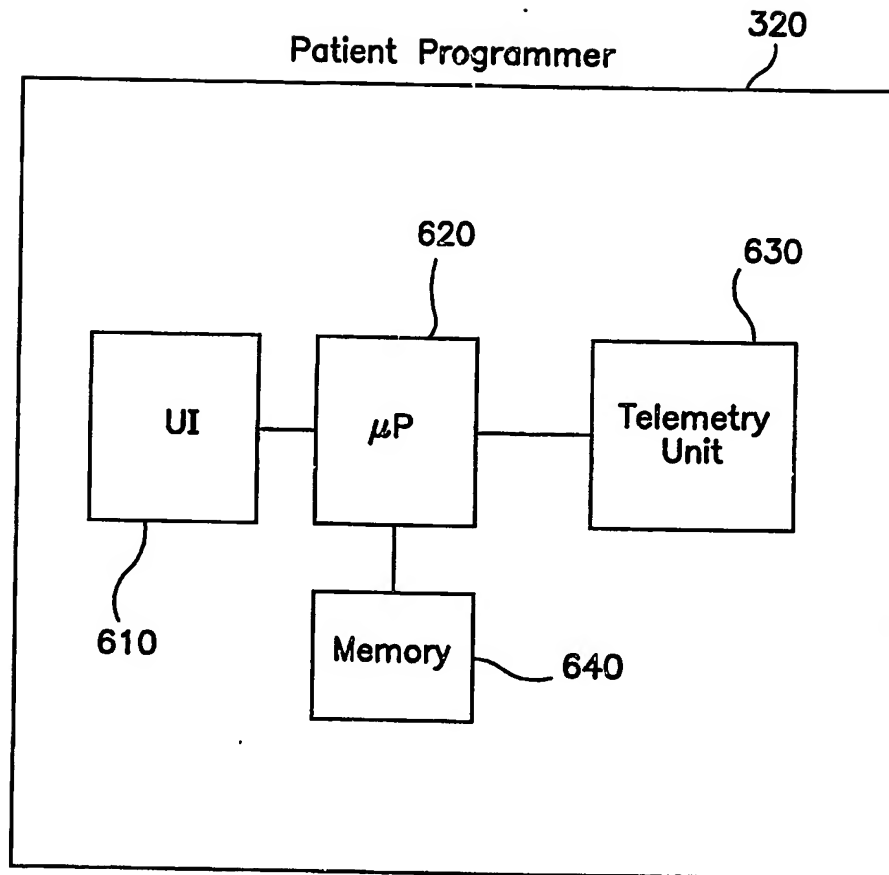 320
Patient Programmer
620
630
UI
μP
Telemetry
Unit
610
Memory
640